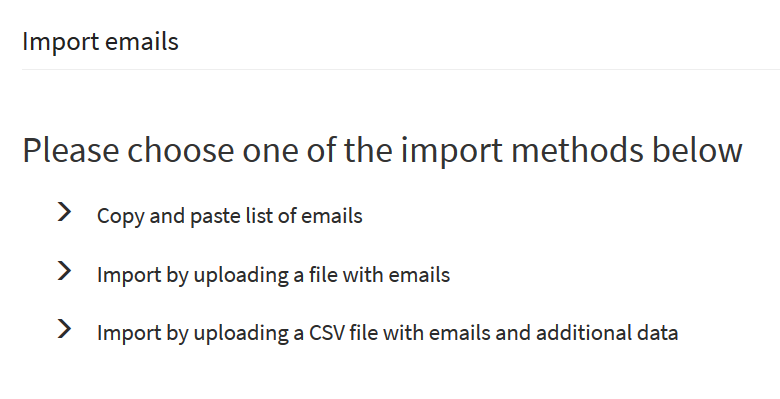 Import emails
Please choose one of the import methods below
Copy and paste list of emails
Import by uploading a file with emails
Import by uploading a CSV file with emails and additional data